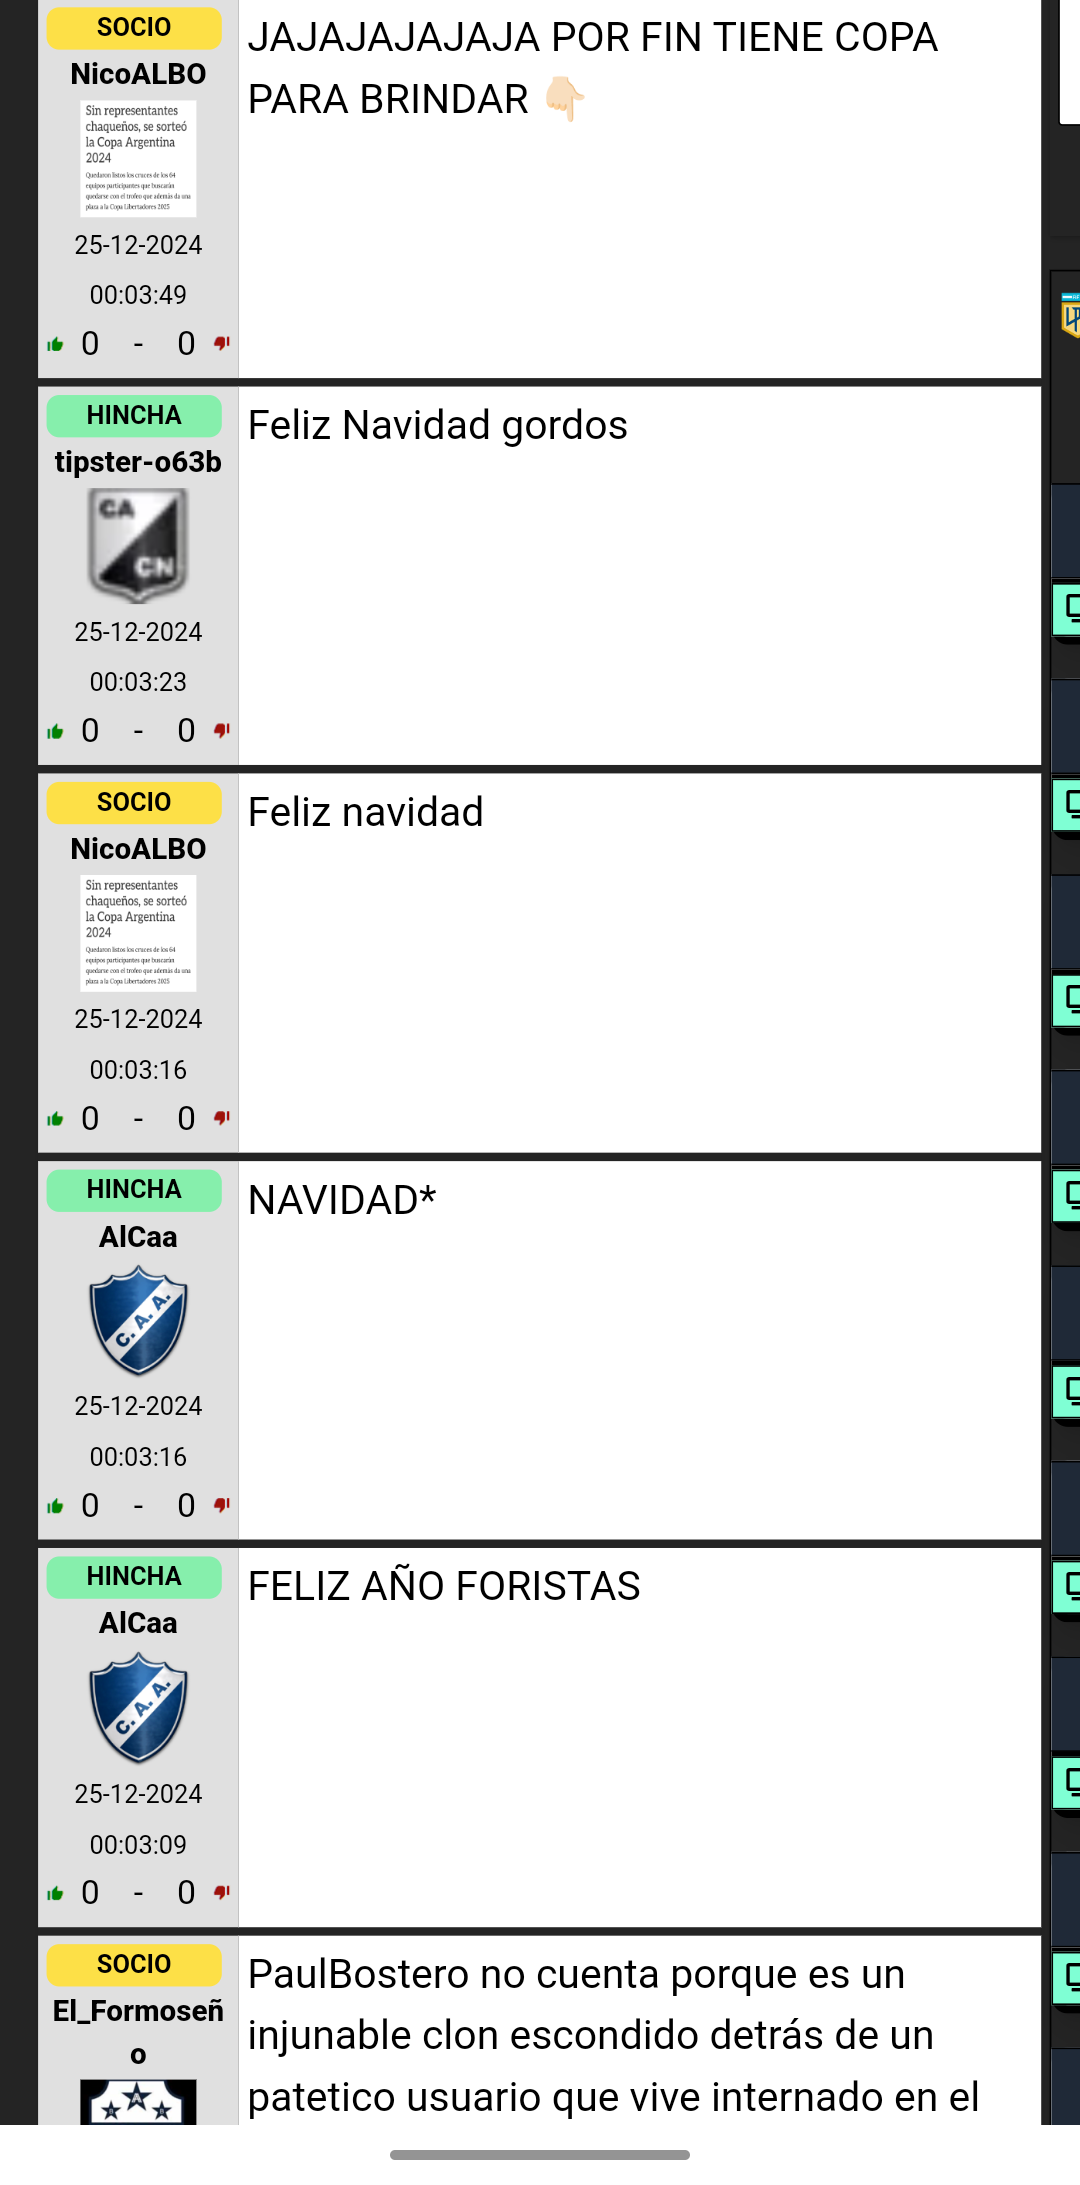 SOCIO
NicoALBO
Sin representantes
chaqueños, se sorteó
la Copa Argentina
2024
Quedaron listos los cruces de los 64
equipos participantes que buscarán
quedarse con el trofeo que además da una
plaza a la Copa Libertadores 2025
25-12-2024
00:03:49
0 - 0
JAJAJAJAJAJA POR FIN TIENE COPA
PARA BRINDAR 👇🏻
HINCHA
tipster-o63b
CA
CN
25-12-2024
00:03:23
0 - 0
Feliz Navidad gordos
SOCIO
NicoALBO
Sin representantes
chaqueños, se sorteó
la Copa Argentina
2024
Quedaron listos los cruces de los 64
equipos participantes que buscarán
quedarse con el trofeo que además da una
plaza a la Copa Libertadores 2025
25-12-2024
00:03:16
0 - 0
Feliz navidad
HINCHA
AlCaa
C. A. A.
25-12-2024
00:03:16
0 - 0
NAVIDAD*
HINCHA
AlCaa
C. A. A.
25-12-2024
00:03:09
0 - 0
FELIZ AÑO FORISTAS
SOCIO
El_Formoseñ
o
PaulBostero no cuenta porque es un
injunable clon escondido detrás de un
patetico usuario que vive internado en el